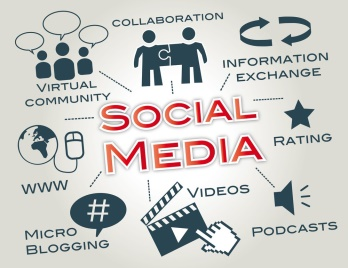 COLLABORATION
VIRTUAL
COMMUNITY
INFORMATION
EXCHANGE
SOCIAL
MEDIA
RATING
WWW
#
VIDEOS
MICRO
BLOGGING
PODCASTS